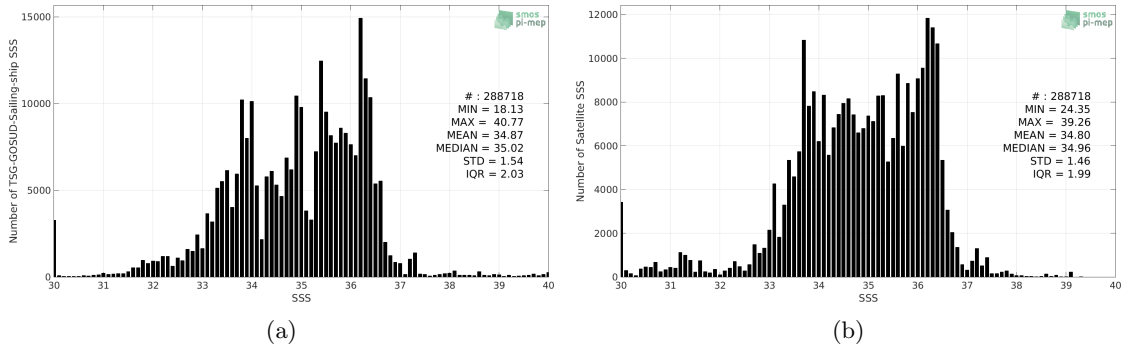 Number of TSG-GOSUD-Sailing-ship SSS
15000
10000
5000
0
30 31 32 33 34 35 36 37 38 39 40
SSS
smos
pi-mep
# : 288718
MIN = 18.13
MAX = 40.77
MEAN = 34.87
MEDIAN = 35.02
STD = 1.54
IQR = 2.03
(a)
Number of Satellite SSS
12000
10000
8000
6000
4000
2000
0
30 31 32 33 34 35 36 37 38 39 40
SSS
smos
pi-mep
# : 288718
MIN = 24.35
MAX = 39.26
MEAN = 34.80
MEDIAN = 34.96
STD = 1.46
IQR = 1.99
(b)